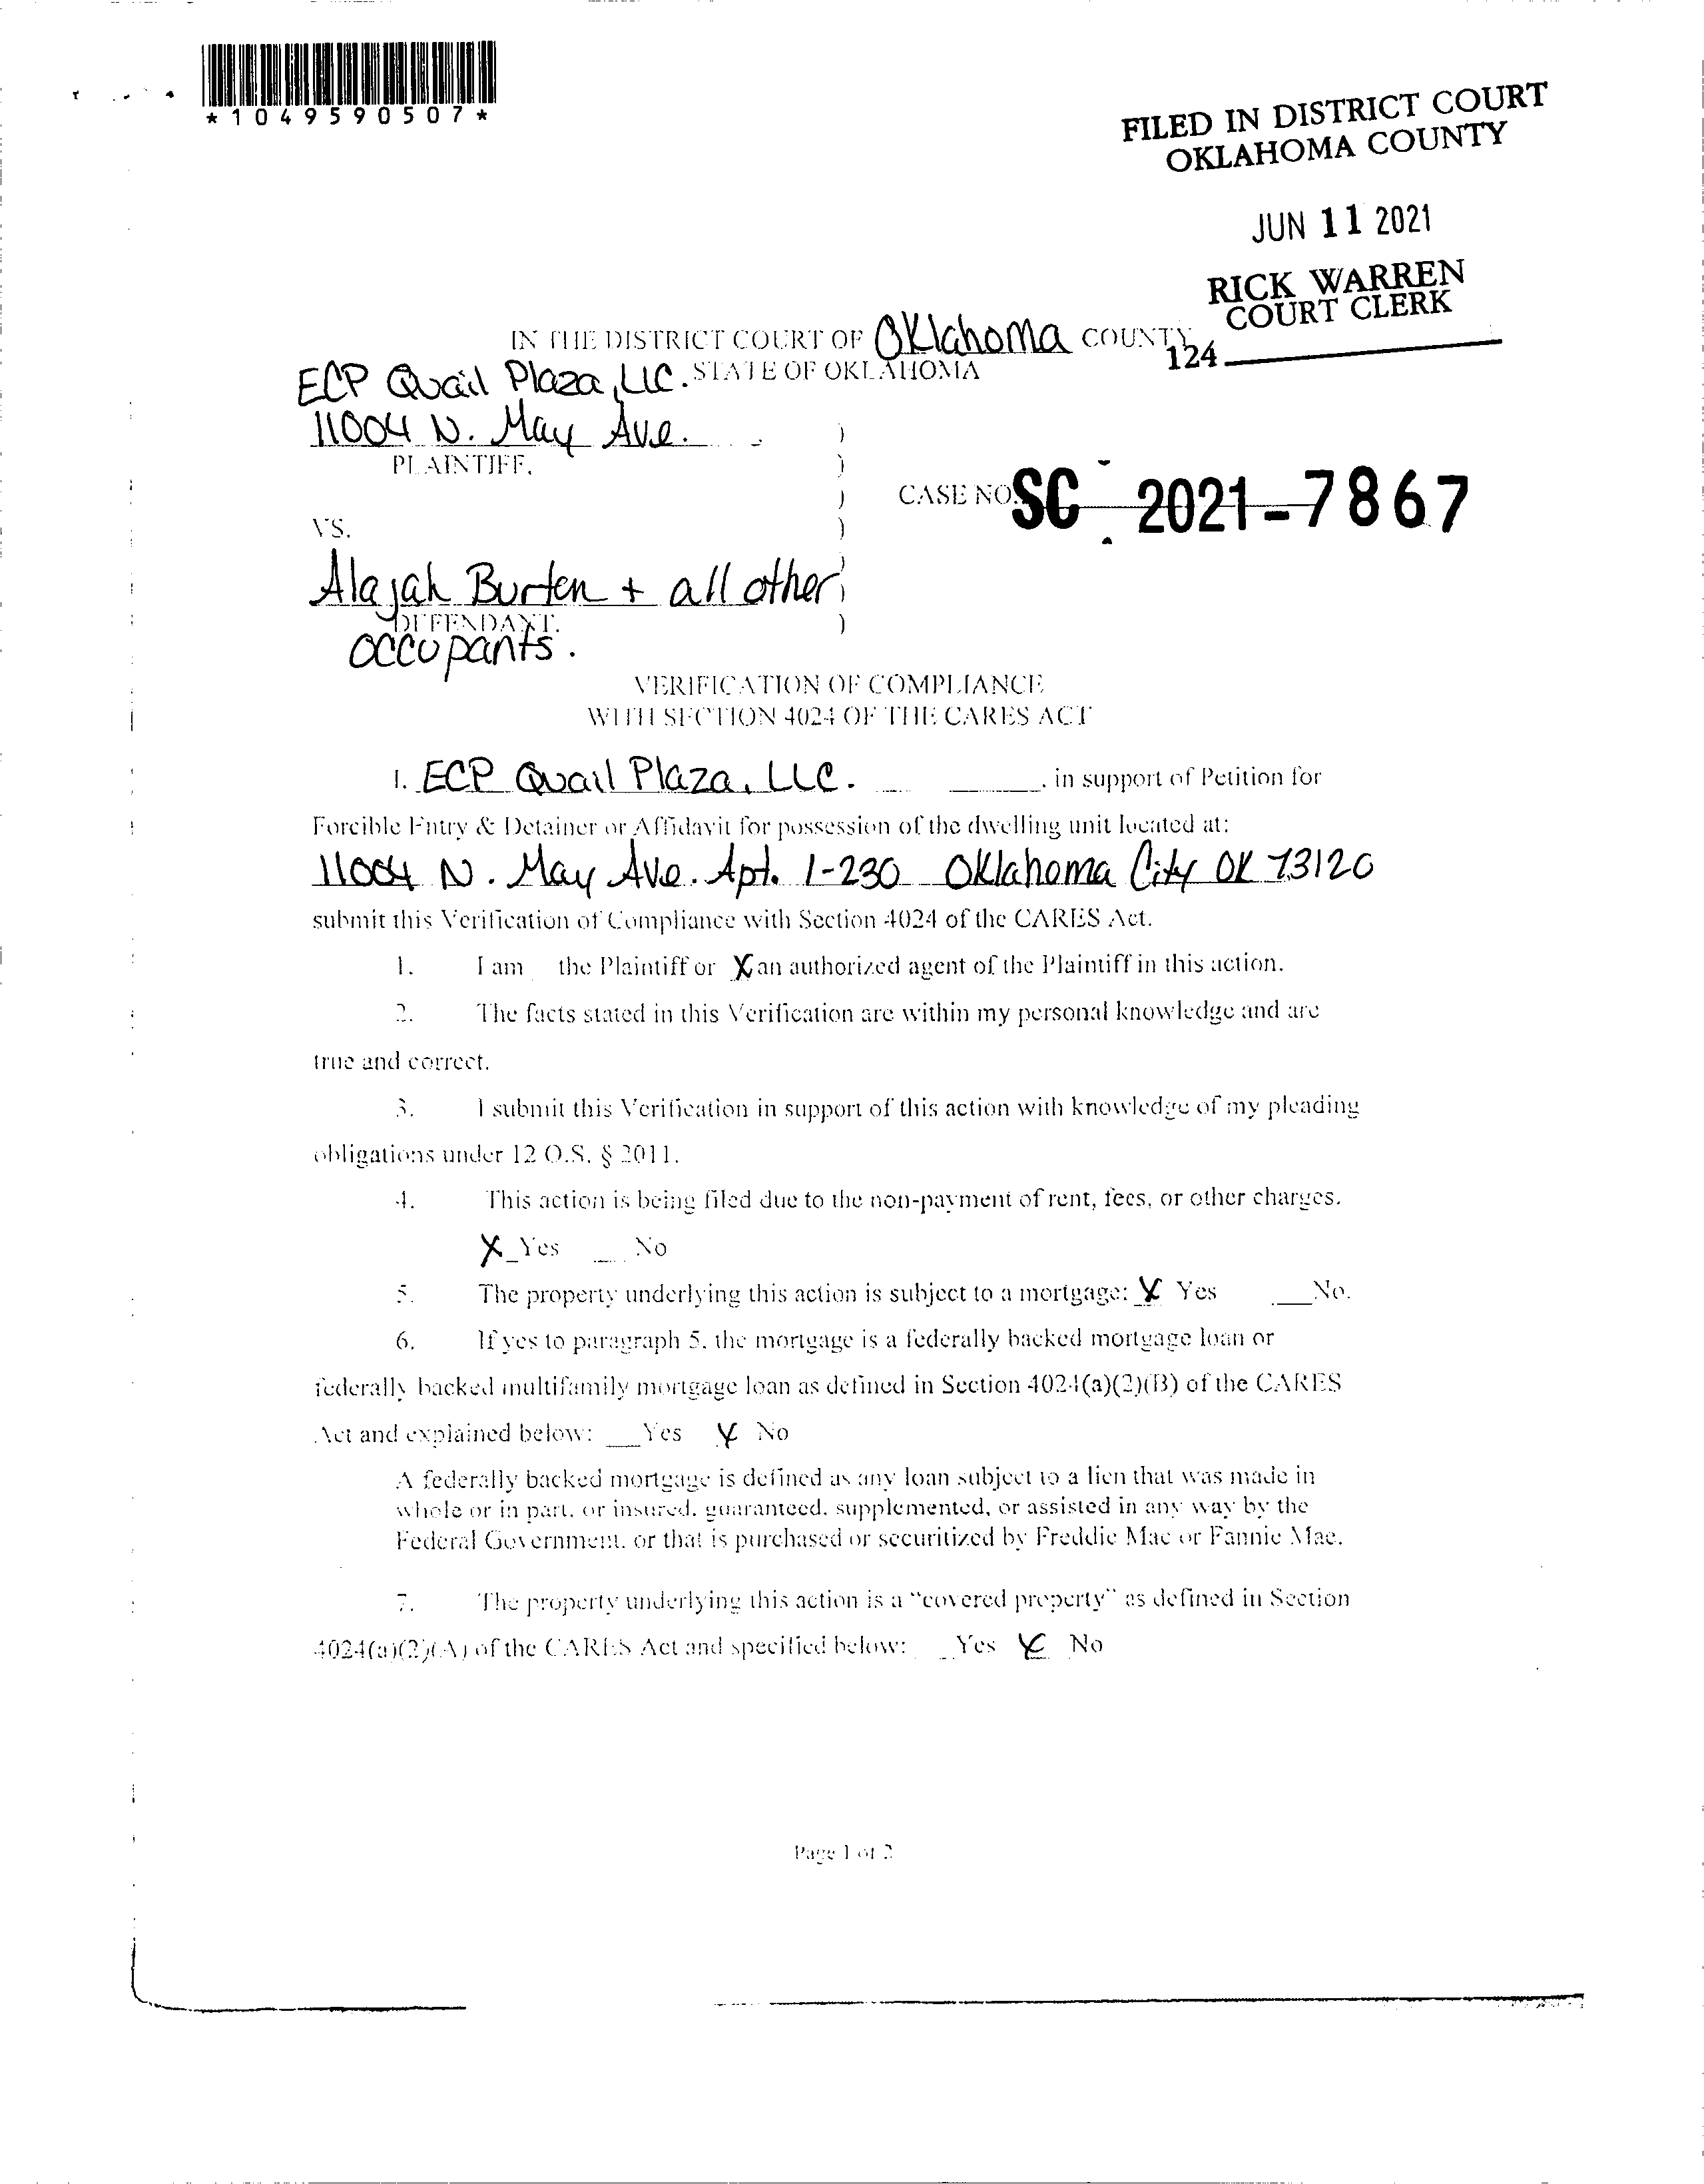 *1049590507*
FILED IN DISTRICT COURT
OKLAHOMA COUNTY
JUN 11 2021
RICK WARREN
COURT CLERK
124
IN THE DISTRICT COURT OF Oklahoma COUNTY
STATE OF OKLAHOMA
ECP Quail Plaza, LLC.
11004 N. May Ave.
PLAINTIFF, )
CASE NO. SC - 2021-7867
VS. )
Alajah Burten + all other )
DEFENDANT. )
occupants.
VERIFICATION OF COMPLIANCE
WITH SECTION 4024 OF THE CARES ACT
I, ECP Quail Plaza, LLC. , in support of Petition for
Forcible Entry & Detainer or Affidavit for possession of the dwelling unit located at:
11004 N. May Ave. Apt. 1-230 Oklahoma City OK 73120
submit this Verification of Compliance with Section 4024 of the CARES Act.
1. I am the Plaintiff or X an authorized agent of the Plaintiff in this action.
2. The facts stated in this Verification are within my personal knowledge and are
true and correct.
3. I submit this Verification in support of this action with knowledge of my pleading
obligations under 12 O.S. § 2011.
4. This action is being filed due to the non-payment of rent, fees, or other charges.
X Yes __ No
5. The property underlying this action is subject to a mortgage: X Yes __ No.
6. If yes to paragraph 5, the mortgage is a federally backed mortgage loan or
federally backed multifamily mortgage loan as defined in Section 4024(a)(2)(B) of the CARES
Act and explained below: __ Yes X No
A federally backed mortgage is defined as any loan subject to a lien that was made in
whole or in part, or insured, guaranteed, supplemented, or assisted in any way by the
Federal Government, or that is purchased or securitized by Freddie Mac or Fannie Mae.
7. The property underlying this action is a "covered property" as defined in Section
4024(a)(2)(A) of the CARES Act and specified below: __ Yes X No
Page 1 of 2